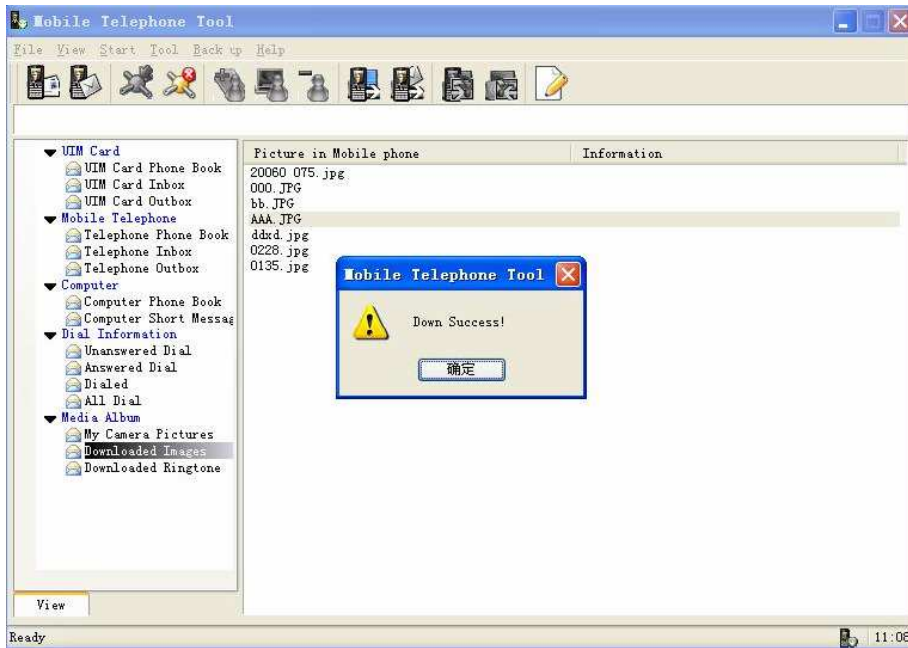 Mobile Telephone Tool
File View Start Tool Back up Help
UIM Card
UIM Card Phone Book
UIM Card Inbox
UIM Card Outbox
Mobile Telephone
Telephone Phone Book
Telephone Inbox
Telephone Outbox
Computer
Computer Phone Book
Computer Short Messag
Dial Information
Unanswered Dial
Answered Dial
Dialed
All Dial
Media Album
My Camera Pictures
Downloaded Images
Downloaded Ringtone
View
Picture in Mobile phone Information
20060 075.jpg
000.JPG
bb.JPG
AAA.JPG
ddxd.jpg
0228.jpg
0135.jpg
Mobile Telephone Tool
Down Success!
确定
Ready 11:08